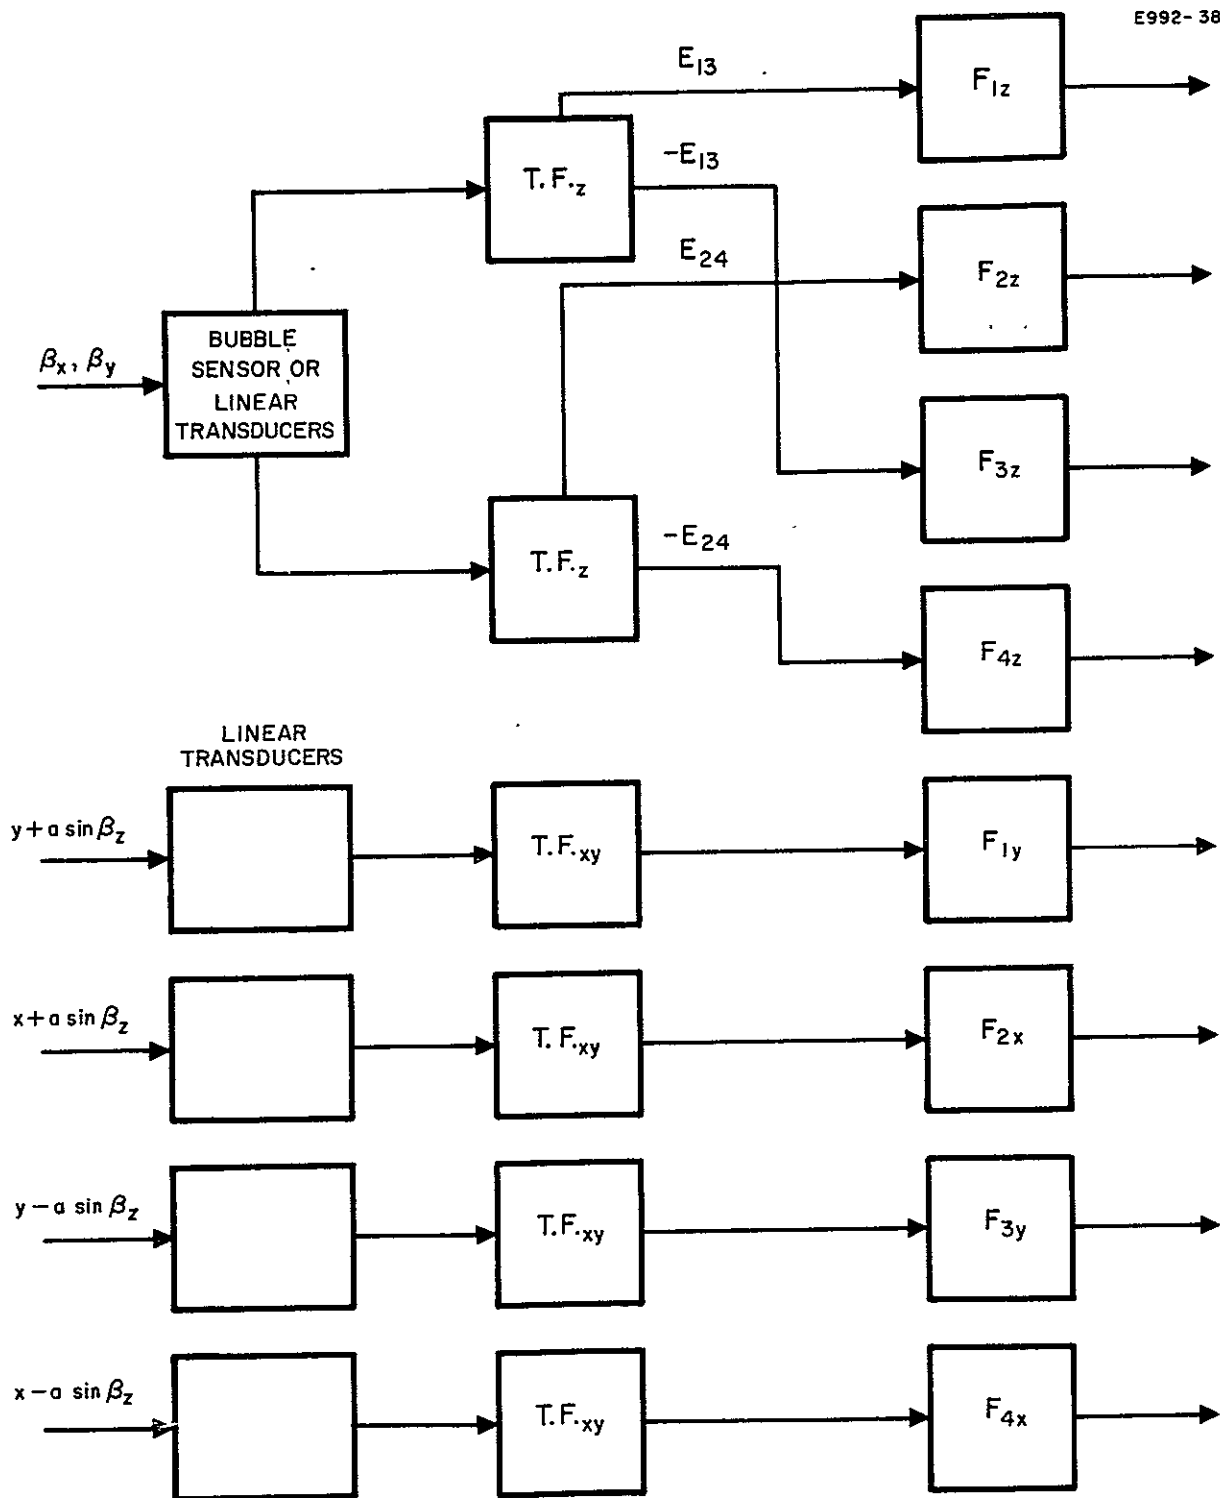 E992-38
E₁₃
F₁z
T.F.z
-E₁₃
E₂₄
F₂z
βx, βy
BUBBLE
SENSOR OR
LINEAR
TRANSDUCERS
F₃z
T.F.z
-E₂₄
F₄z
LINEAR
TRANSDUCERS
y + a sin βz
T.F.xy
F₁y
x + a sin βz
T.F.xy
F₂x
y − a sin βz
T.F.xy
F₃y
x − a sin βz
T.F.xy
F₄x